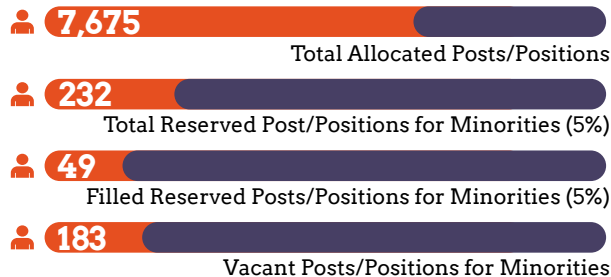 7,675
Total Allocated Posts/Positions
232
Total Reserved Post/Positions for Minorities (5%)
49
Filled Reserved Posts/Positions for Minorities (5%)
183
Vacant Posts/Positions for Minorities